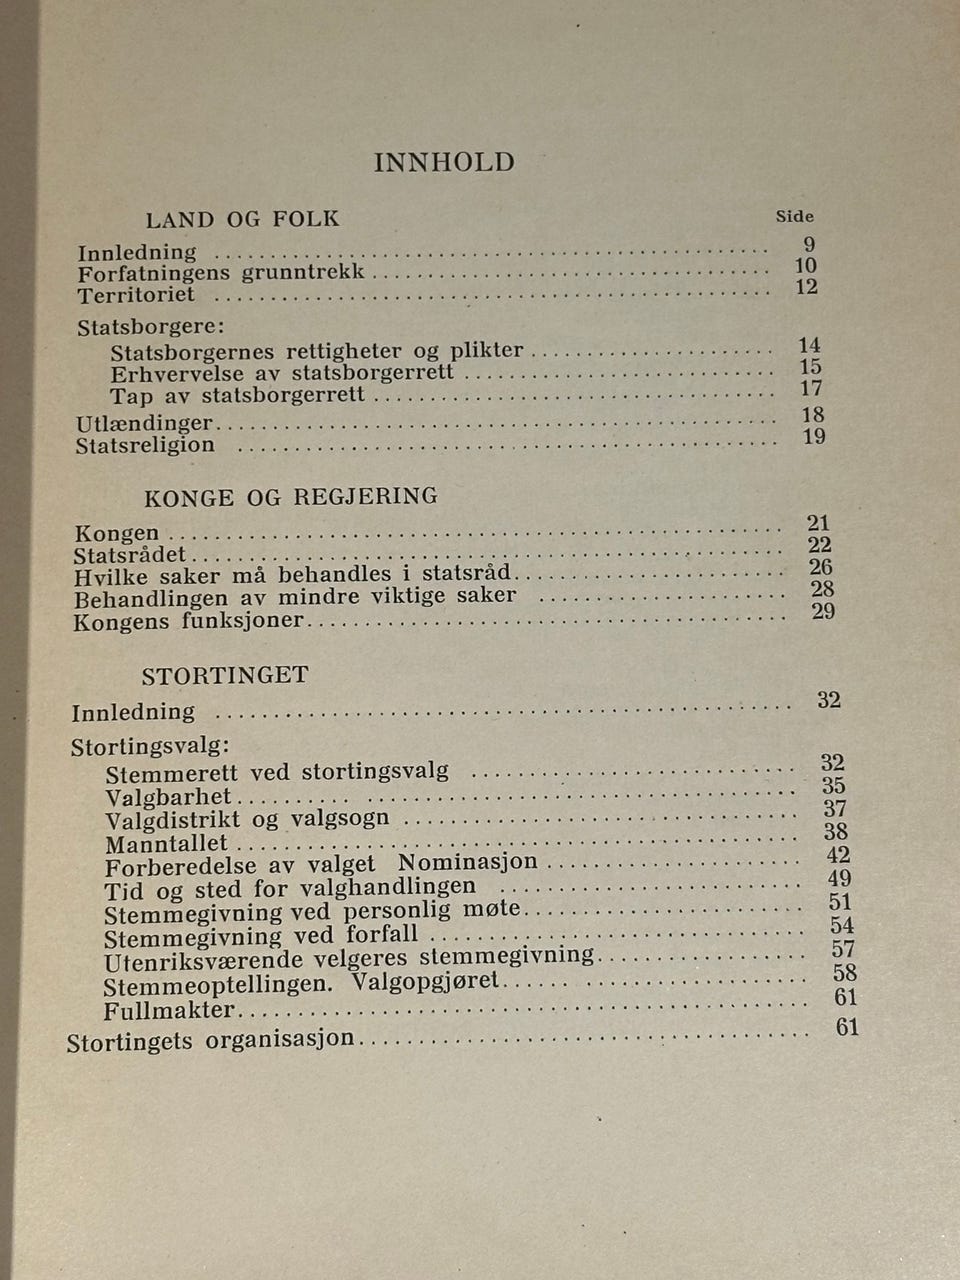 INNHOLD
LAND OG FOLK Side
Innledning 9
Forfatningens grunntrekk 10
Territoriet 12
Statsborgere:
Statsborgernes rettigheter og plikter 14
Erhvervelse av statsborgerrett 15
Tap av statsborgerrett 17
Utlændinger 18
Statsreligion 19
KONGE OG REGJERING
Kongen 21
Statsrådet 22
Hvilke saker må behandles i statsråd 26
Behandlingen av mindre viktige saker 28
Kongens funksjoner 29
STORTINGET
Innledning 32
Stortingsvalg:
Stemmerett ved stortingsvalg 32
Valgbarhet 35
Valgdistrikt og valgsogn 37
Manntallet 38
Forberedelse av valget Nominasjon 42
Tid og sted for valghandlingen 49
Stemmegivning ved personlig møte 51
Stemmegivning ved forfall 54
Utenriksværende velgeres stemmegivning 57
Stemmeoptellingen. Valgopgjøret 58
Fullmakter 61
Stortingets organisasjon 61